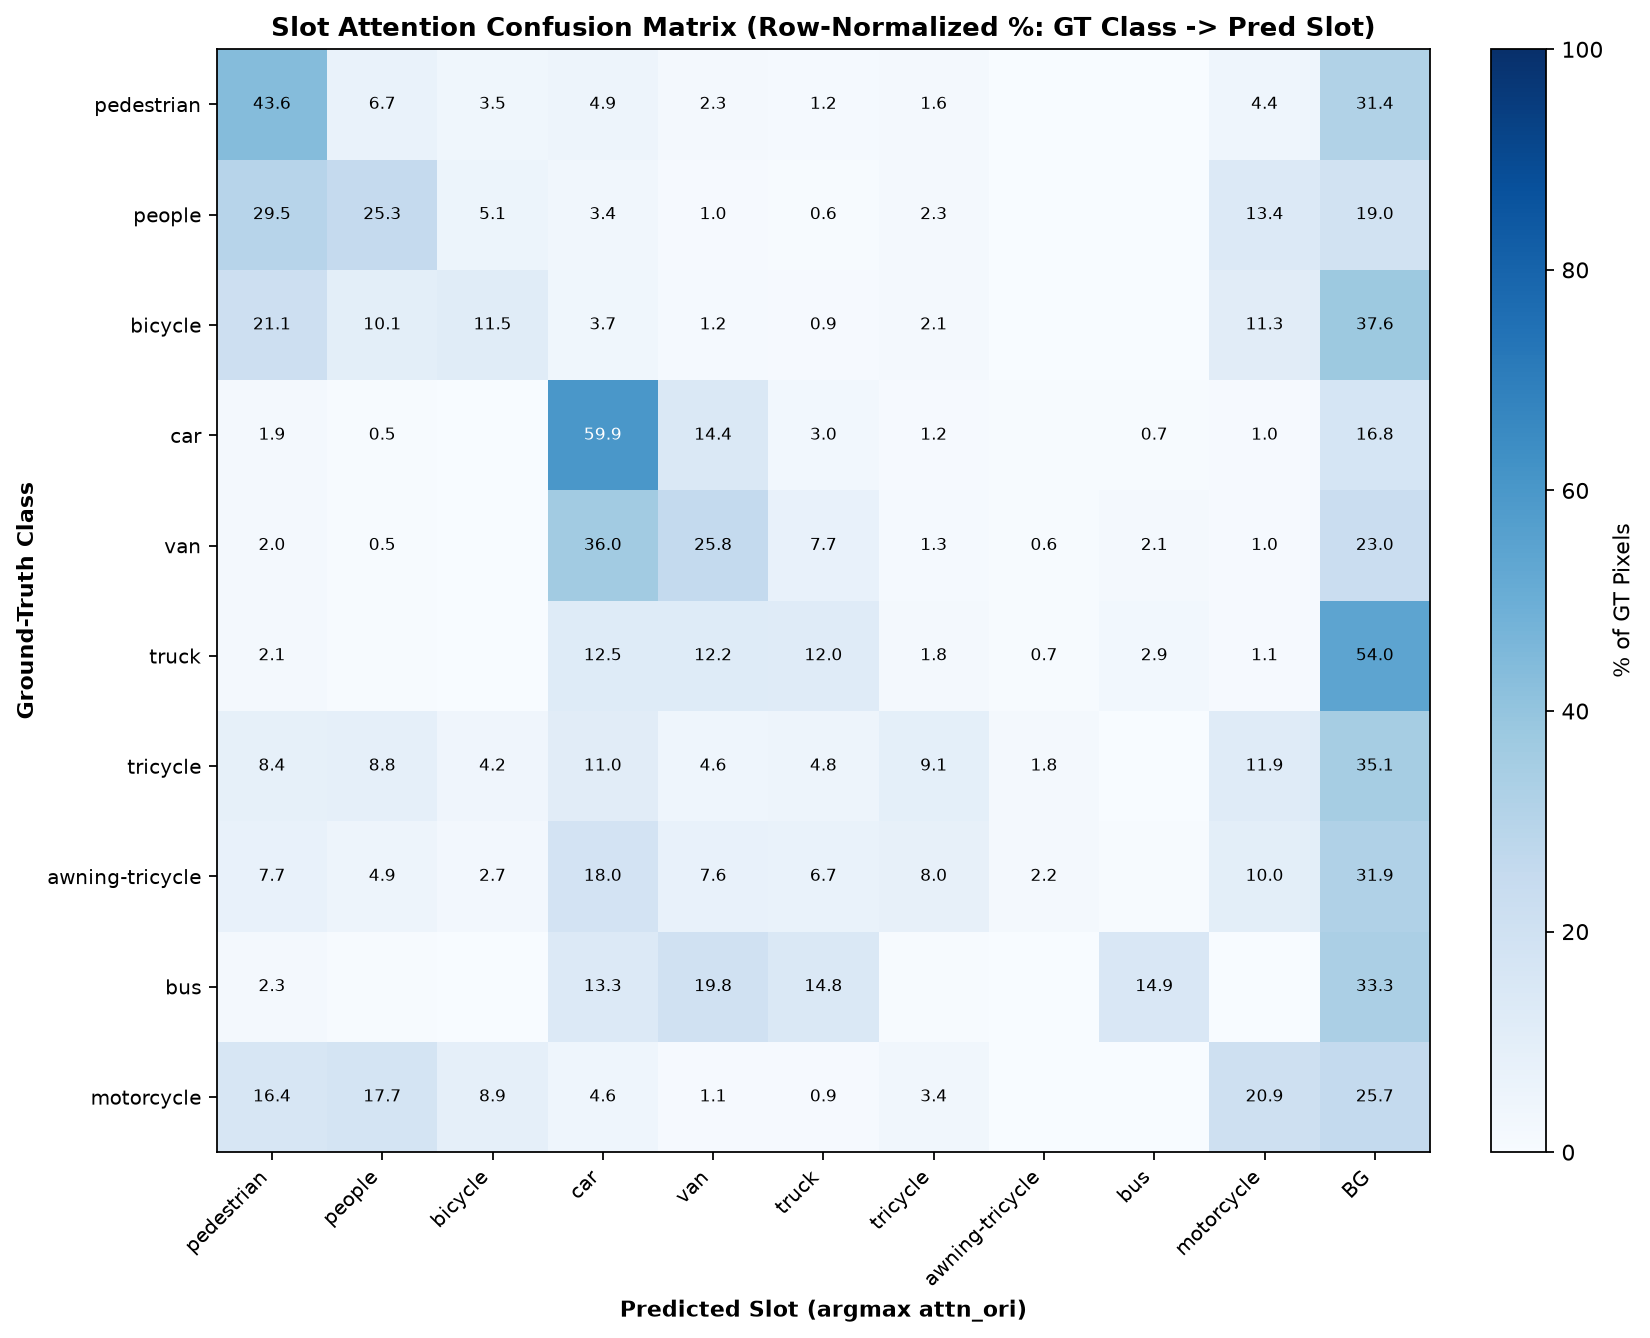 Slot Attention Confusion Matrix (Row-Normalized %: GT Class -> Pred Slot)
pedestrian 43.6 6.7 3.5 4.9 2.3 1.2 1.6 4.4 31.4
people 29.5 25.3 5.1 3.4 1.0 0.6 2.3 13.4 19.0
bicycle 21.1 10.1 11.5 3.7 1.2 0.9 2.1 11.3 37.6
car 1.9 0.5 59.9 14.4 3.0 1.2 0.7 1.0 16.8
van 2.0 0.5 36.0 25.8 7.7 1.3 0.6 2.1 1.0 23.0
truck 2.1 12.5 12.2 12.0 1.8 0.7 2.9 1.1 54.0
tricycle 8.4 8.8 4.2 11.0 4.6 4.8 9.1 1.8 11.9 35.1
awning-tricycle 7.7 4.9 2.7 18.0 7.6 6.7 8.0 2.2 10.0 31.9
bus 2.3 13.3 19.8 14.8 14.9 33.3
motorcycle 16.4 17.7 8.9 4.6 1.1 0.9 3.4 20.9 25.7
pedestrian people bicycle car van truck tricycle awning-tricycle bus motorcycle BG
Predicted Slot (argmax attn_ori)
Ground-Truth Class
100
80
60
40
20
0
% of GT Pixels